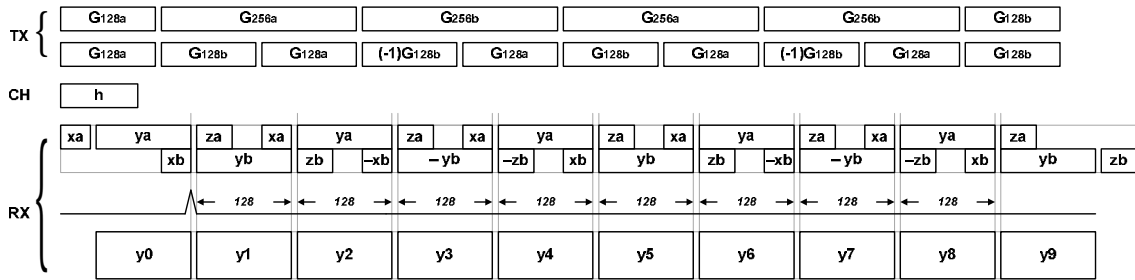 G128a G256a G256b G256a G256b G128b
TX
G128a G128b G128a (-1)G128b G128a G128b G128a (-1)G128b G128a G128b
CH h
xa ya za xa ya za xa ya za xa ya za xa ya za
xb yb zb –xb –yb –zb xb yb zb –xb –yb –zb xb yb zb
RX 128 128 128 128 128 128 128 128
y0 y1 y2 y3 y4 y5 y6 y7 y8 y9